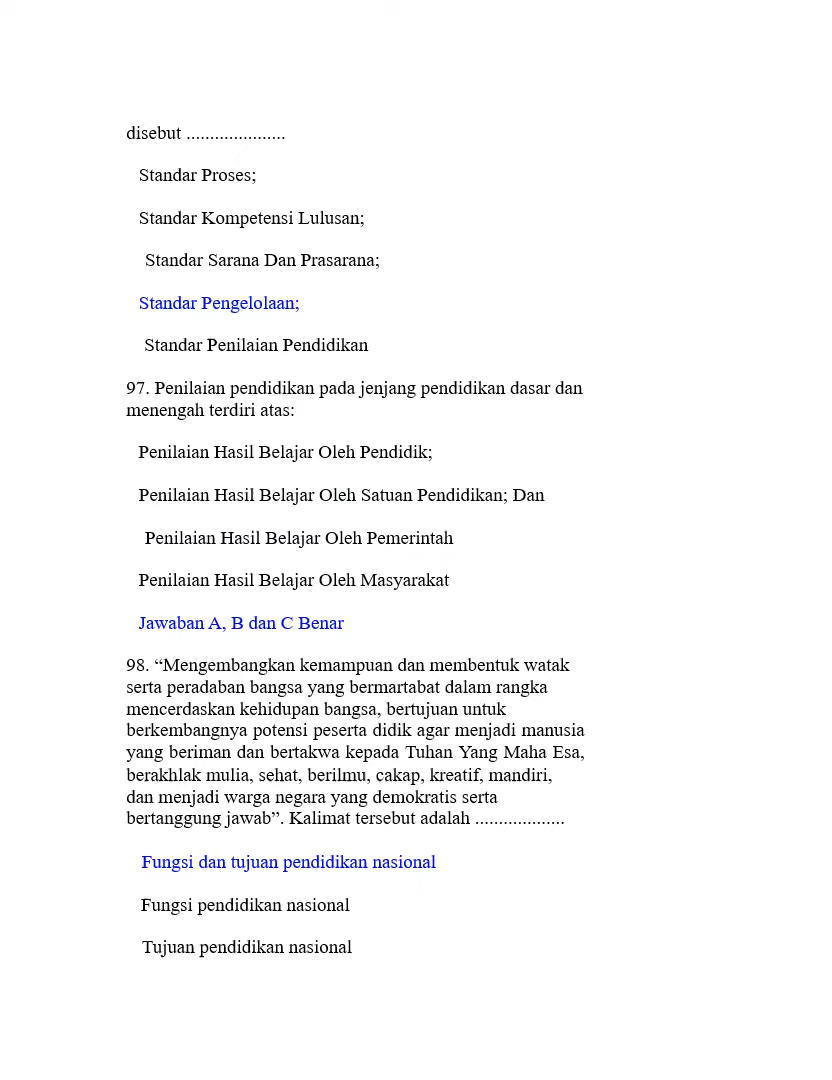 disebut .....................
Standar Proses;
Standar Kompetensi Lulusan;
Standar Sarana Dan Prasarana;
Standar Pengelolaan;
Standar Penilaian Pendidikan
97. Penilaian pendidikan pada jenjang pendidikan dasar dan
menengah terdiri atas:
Penilaian Hasil Belajar Oleh Pendidik;
Penilaian Hasil Belajar Oleh Satuan Pendidikan; Dan
Penilaian Hasil Belajar Oleh Pemerintah
Penilaian Hasil Belajar Oleh Masyarakat
Jawaban A, B dan C Benar
98. “Mengembangkan kemampuan dan membentuk watak
serta peradaban bangsa yang bermartabat dalam rangka
mencerdaskan kehidupan bangsa, bertujuan untuk
berkembangnya potensi peserta didik agar menjadi manusia
yang beriman dan bertakwa kepada Tuhan Yang Maha Esa,
berakhlak mulia, sehat, berilmu, cakap, kreatif, mandiri,
dan menjadi warga negara yang demokratis serta
bertanggung jawab”. Kalimat tersebut adalah ...................
Fungsi dan tujuan pendidikan nasional
Fungsi pendidikan nasional
Tujuan pendidikan nasional